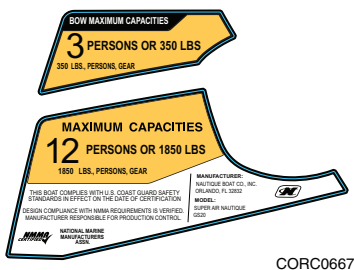 BOW MAXIMUM CAPACITIES
3 PERSONS OR 350 LBS
350 LBS., PERSONS, GEAR
MAXIMUM CAPACITIES
12 PERSONS OR 1850 LBS
1850 LBS., PERSONS, GEAR
THIS BOAT COMPLIES WITH U.S. COAST GUARD SAFETY
STANDARDS IN EFFECT ON THE DATE OF CERTIFICATION
DESIGN COMPLIANCE WITH NMMA REQUIREMENTS IS VERIFIED.
MANUFACTURER RESPONSIBLE FOR PRODUCTION CONTROL.
NMMA
CERTIFIED
NATIONAL MARINE
MANUFACTURERS
ASSN.
MANUFACTURER:
NAUTIQUE BOAT CO., INC.
ORLANDO, FL 32832
MODEL:
SUPER AIR NAUTIQUE
GS20
N
CORC0667